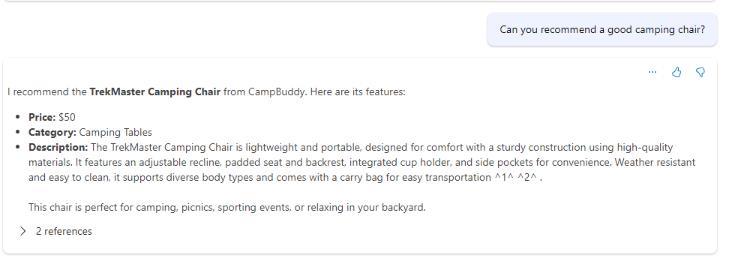 Can you recommend a good camping chair?
I recommend the TrekMaster Camping Chair from CampBuddy. Here are its features:
• Price: $50
• Category: Camping Tables
• Description: The TrekMaster Camping Chair is lightweight and portable, designed for comfort with a sturdy construction using high-quality
materials. It features an adjustable recline, padded seat and backrest, integrated cup holder, and side pockets for convenience. Weather resistant
and easy to clean, it supports diverse body types and comes with a carry bag for easy transportation ^1^ ^2^ .
This chair is perfect for camping, picnics, sporting events, or relaxing in your backyard.
2 references